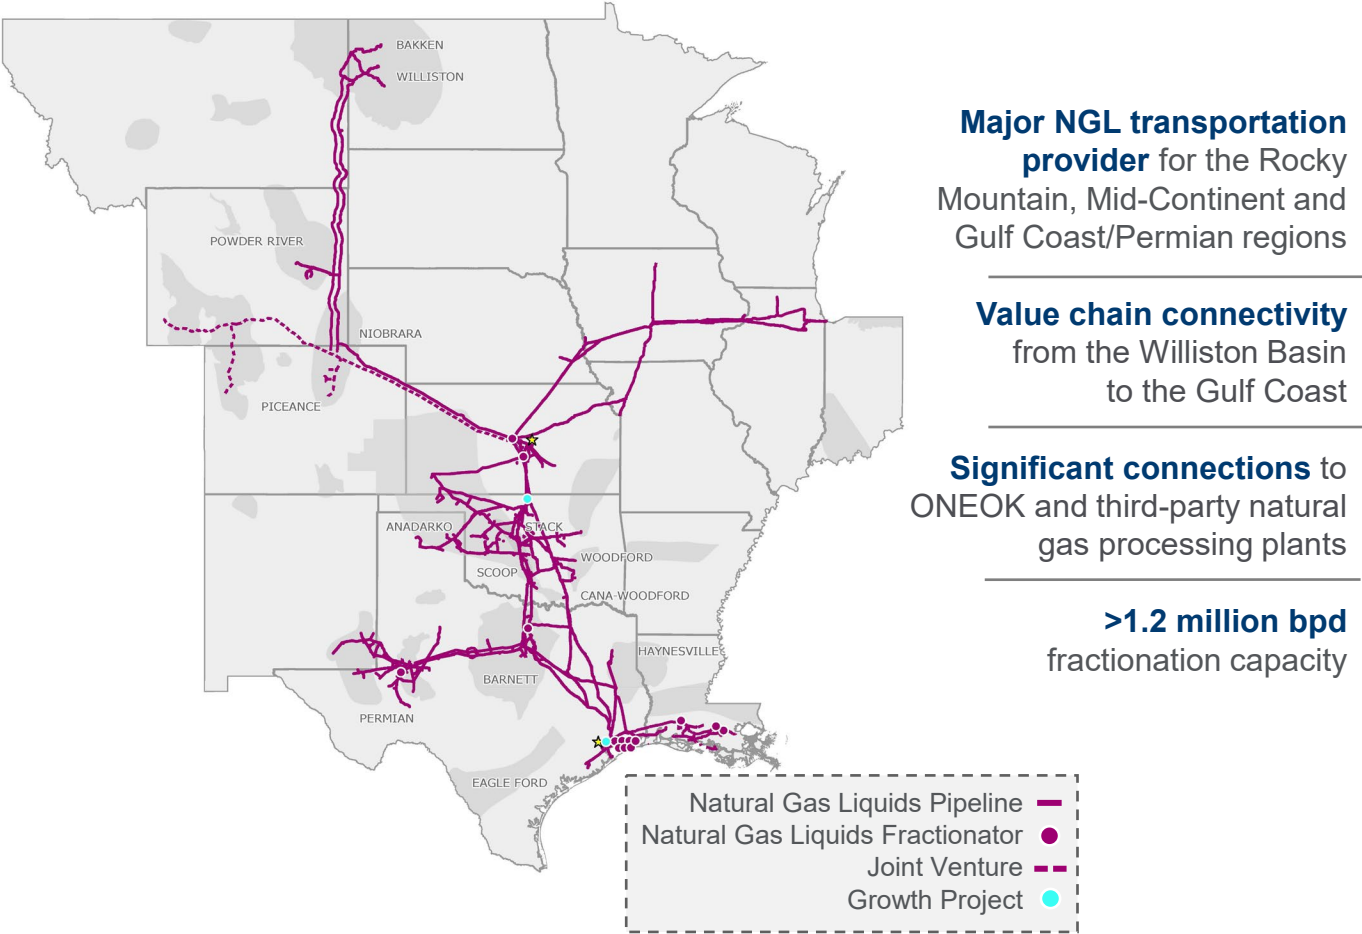 BAKKEN
WILLISTON
POWDER RIVER
NIOBRARA
PICEANCE
ANADARKO
STACK
WOODFORD
SCOOP
CANA-WOODFORD
HAYNESVILLE
BARNETT
PERMIAN
EAGLE FORD
Major NGL transportation
provider for the Rocky
Mountain, Mid-Continent and
Gulf Coast/Permian regions
Value chain connectivity
from the Williston Basin
to the Gulf Coast
Significant connections to
ONEOK and third-party natural
gas processing plants
>1.2 million bpd
fractionation capacity
Natural Gas Liquids Pipeline
Natural Gas Liquids Fractionator
Joint Venture
Growth Project